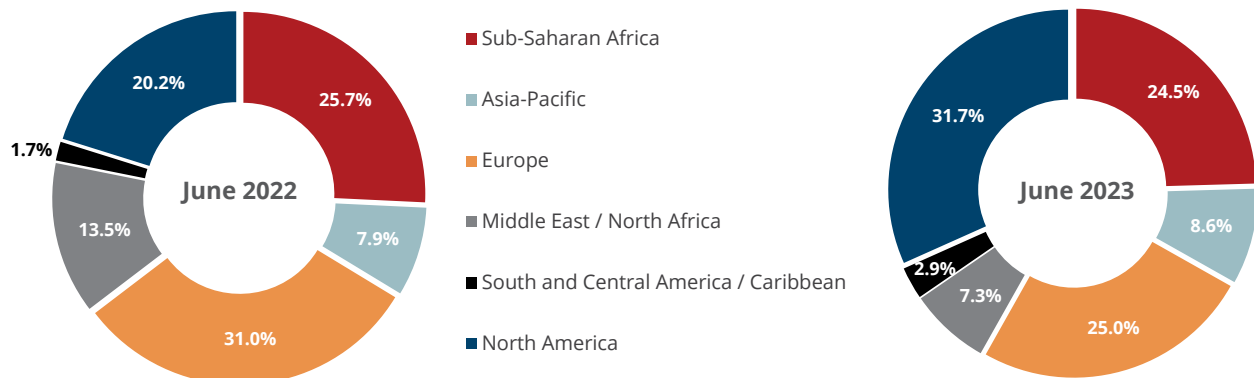 20.2%
25.7%
1.7%
June 2022
13.5%
7.9%
31.0%
Sub-Saharan Africa
Asia-Pacific
Europe
Middle East / North Africa
South and Central America / Caribbean
North America
31.7%
24.5%
June 2023
8.6%
2.9%
7.3%
25.0%